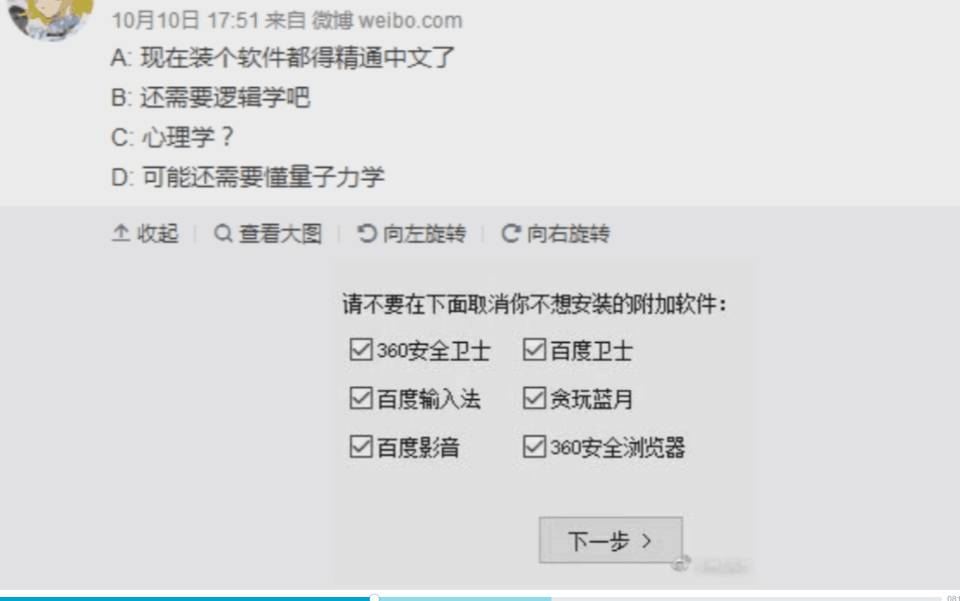 10月10日 17:51 来自 微博 weibo.com
A: 现在装个软件都得精通中文了
B: 还需要逻辑学吧
C: 心理学？
D: 可能还需要懂量子力学
收起 查看大图 向左旋转 向右旋转
请不要在下面取消你不想安装的附加软件：
360安全卫士 百度卫士
百度输入法 贪玩蓝月
百度影音 360安全浏览器
下一步 >